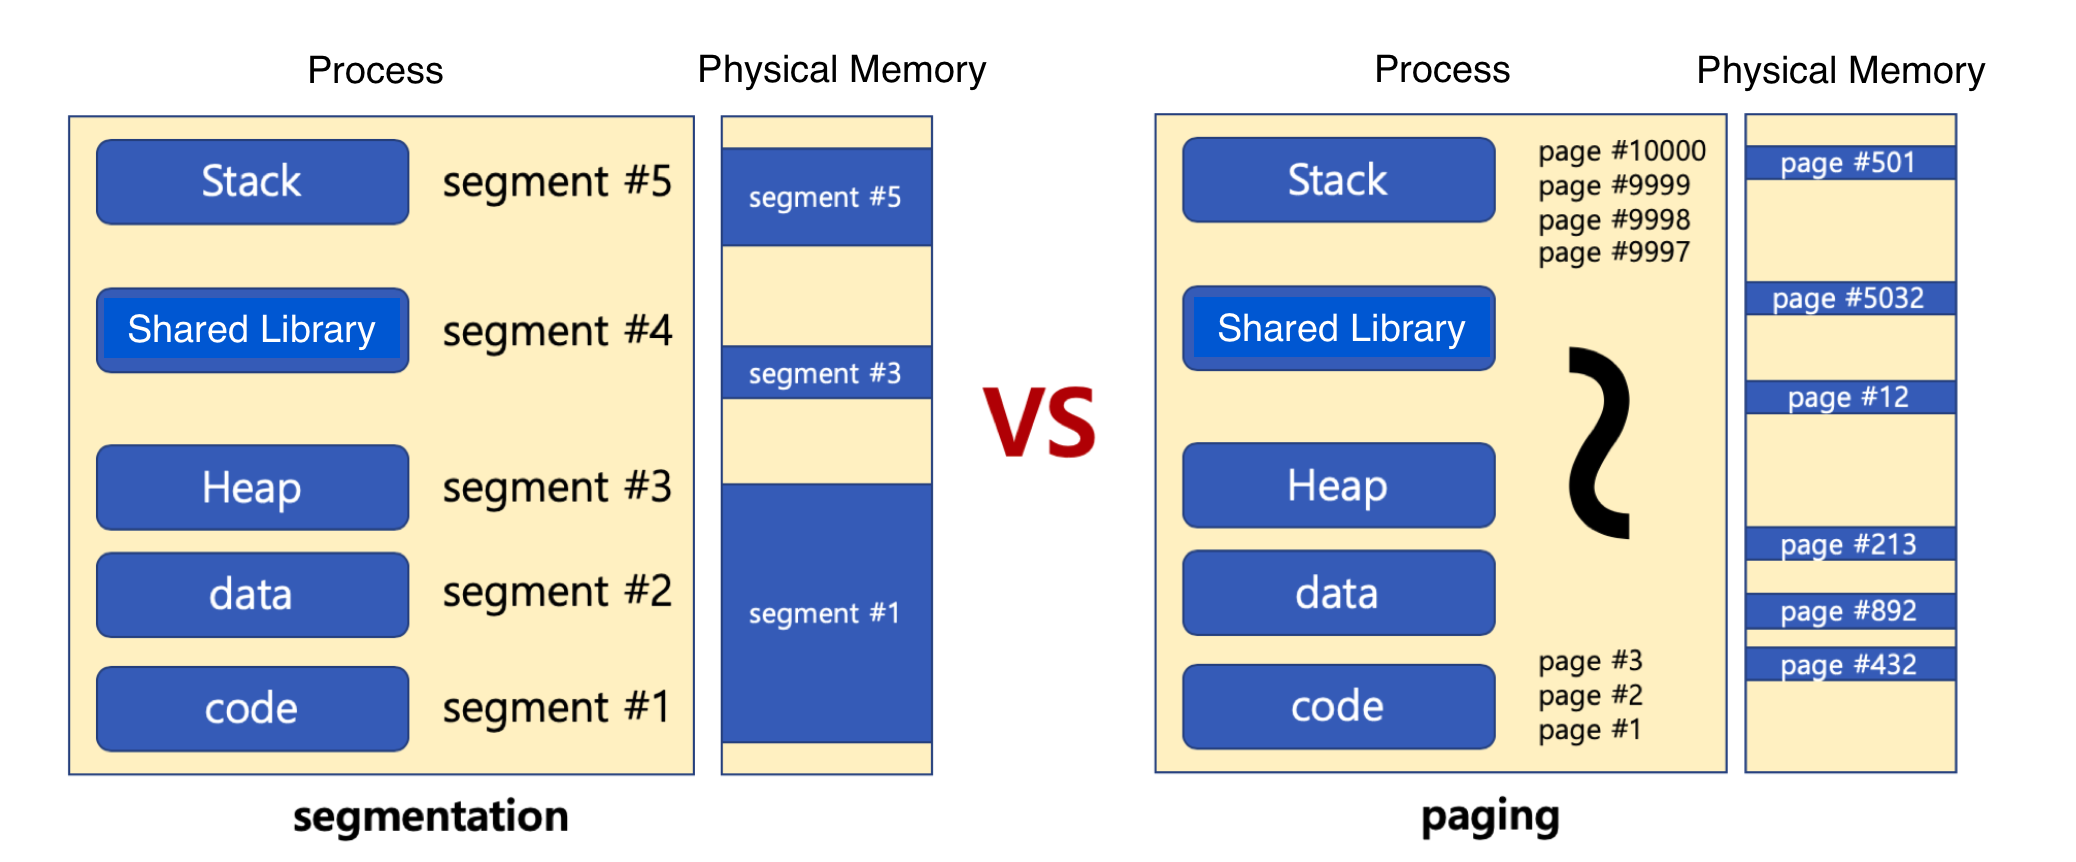 Process
Physical Memory
Stack
segment #5
Shared Library
segment #4
Heap
segment #3
data
segment #2
code
segment #1
segment #5
segment #3
segment #1
segmentation
VS
Process
Physical Memory
Stack
page #10000
page #9999
page #9998
page #9997
Shared Library
Heap
data
code
page #3
page #2
page #1
page #501
page #5032
page #12
page #213
page #892
page #432
paging